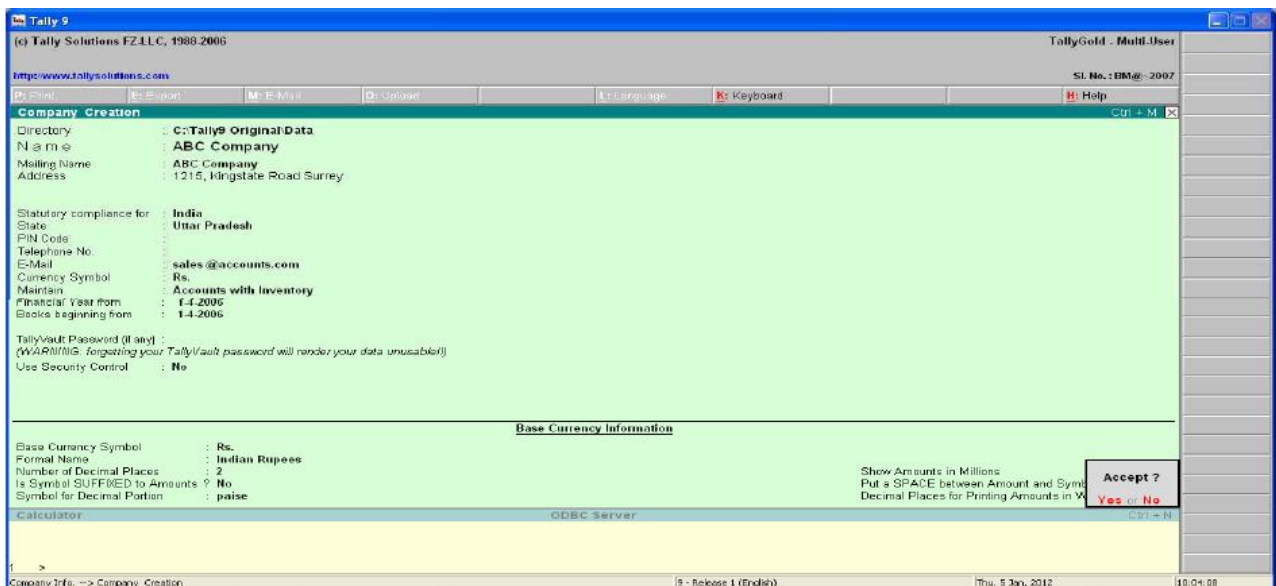 Tally 9
(c) Tally Solutions FZ-LLC, 1988-2006 TallyGold - Multi-User
http://www.tallysolutions.com Sl. No. : BM@-2007
P: Print E: Export M: E-Mail O: Upload L: Language K: Keyboard H: Help
Company Creation Ctrl + M
Directory : C:\Tally9 Original\Data
Name : ABC Company
Mailing Name : ABC Company
Address : 1215, Kingstate Road Surrey
Statutory compliance for : India
State : Uttar Pradesh
PIN Code :
Telephone No. :
E-Mail : sales @accounts.com
Currency Symbol : Rs.
Maintain : Accounts with Inventory
Financial Year from : 1-4-2006
Books beginning from : 1-4-2006
TallyVault Password (if any) :
(WARNING: forgetting your TallyVault password will render your data unusable!!)
Use Security Control : No
Base Currency Information
Base Currency Symbol : Rs.
Formal Name : Indian Rupees
Number of Decimal Places : 2 Show Amounts in Millions
Is Symbol SUFFIXED to Amounts ? No Put a SPACE between Amount and Symb
Symbol for Decimal Portion : paise Decimal Places for Printing Amounts in W
Accept ?
Yes or No
Calculator ODBC Server Ctrl + N
1 >
Company Info. --> Company Creation 9 - Release 1 (English) Thu, 5 Jan, 2012 10:04:08